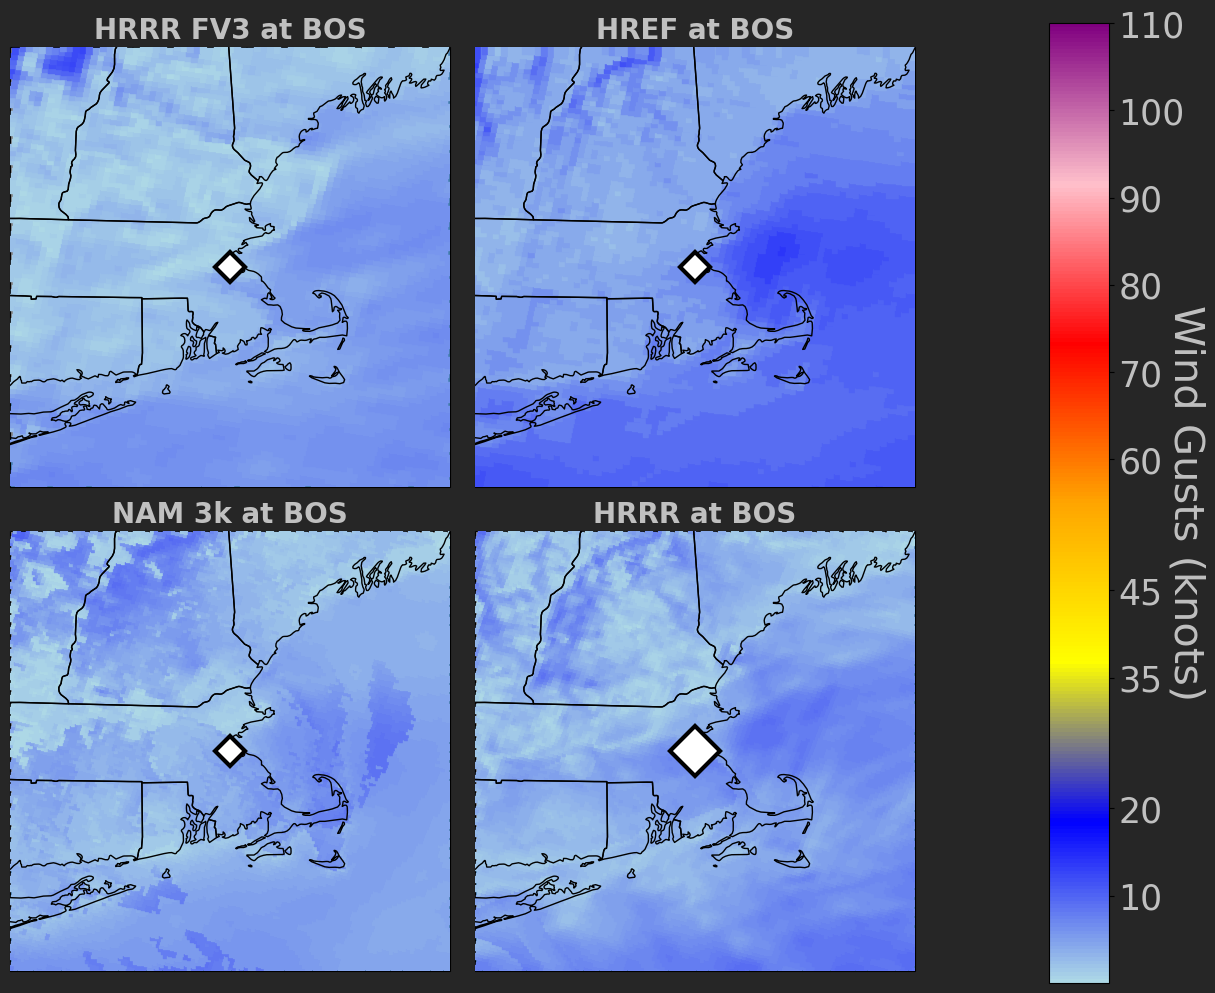 HRRR FV3 at BOS
HREF at BOS
NAM 3k at BOS
HRRR at BOS
110
100
90
80
70
60
45
35
20
10
Wind Gusts (knots)